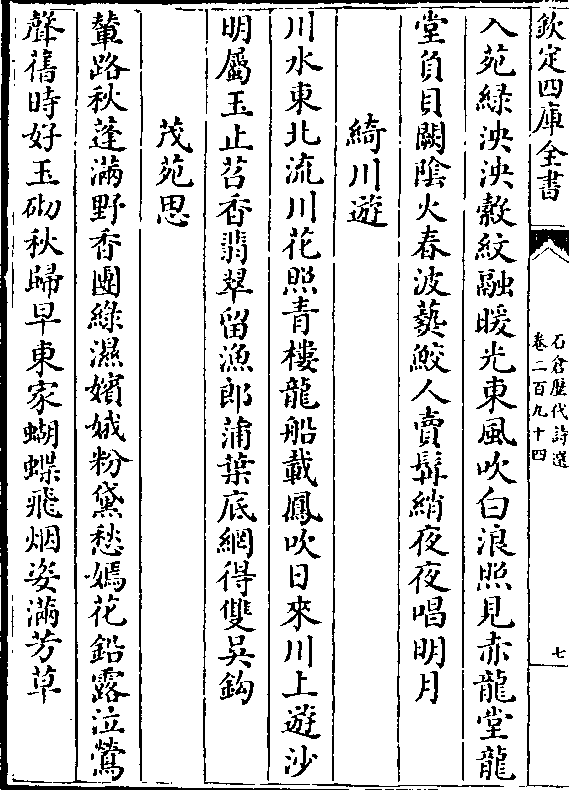 欽定四庫全書
石倉歷代詩選
卷二百九十四
七
入苑綠泱泱縠紋融暖光東風吹白浪照見赤龍堂龍
堂貟貝闕陰火春波爇鮫人賣髯綃夜夜唱明月
綺川遊
川水東北流川花照青樓龍船載鳳吹日來川上遊沙
明屬玉止苕香翡翠留漁郎蒲葉底網得雙吳鈎
茂苑思
輦路秋蓬滿野香團綠濕嬪娥粉黛愁嫣花鉛露泣鶯
聲舊時好玉砌秋歸早東家蝴蝶飛烟姿滿芳草